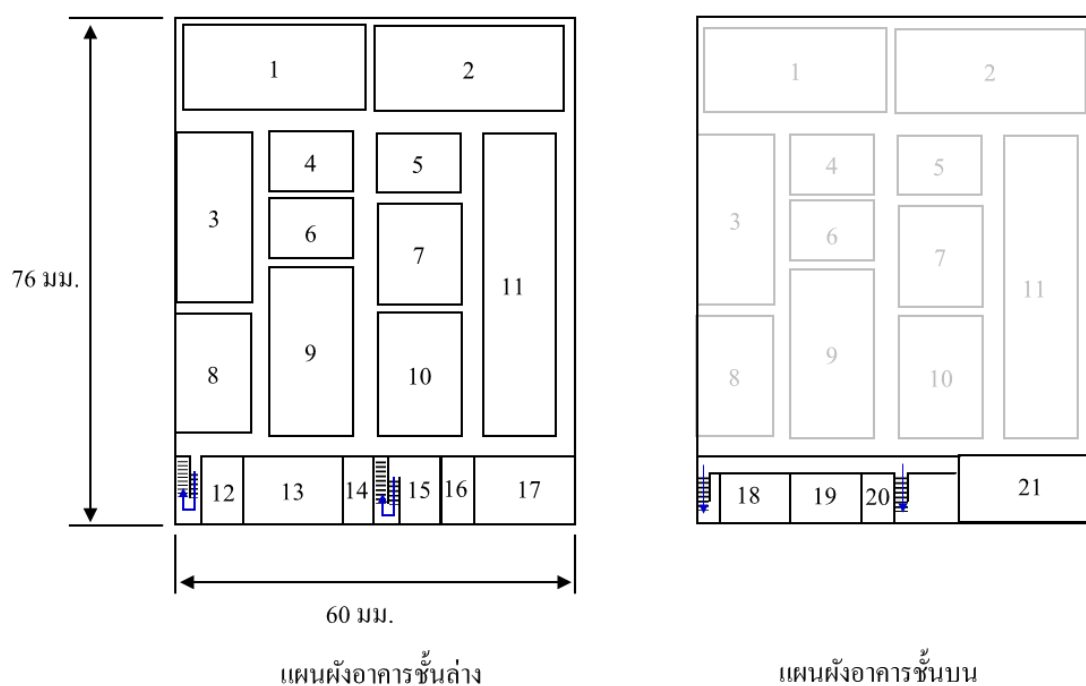 1 2 1 2
4 5 4 5
3 6 7 11 3 6 7 11
76 มม.
8 9 10 8 9 10
12 13 14 15 16 17 18 19 20 21
60 มม.
แผนผังอาคารชั้นล่าง แผนผังอาคารชั้นบน